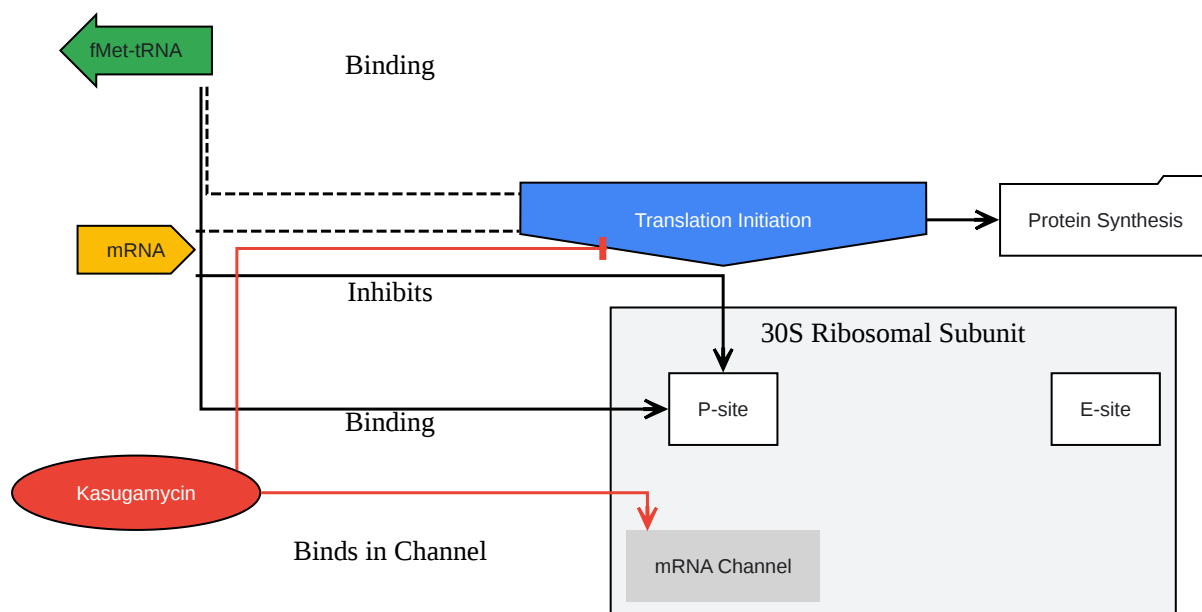 fMet-tRNA
Binding
Translation Initiation
Protein Synthesis
mRNA
Inhibits
30S Ribosomal Subunit
P-site
E-site
Binding
Kasugamycin
Binds in Channel
mRNA Channel